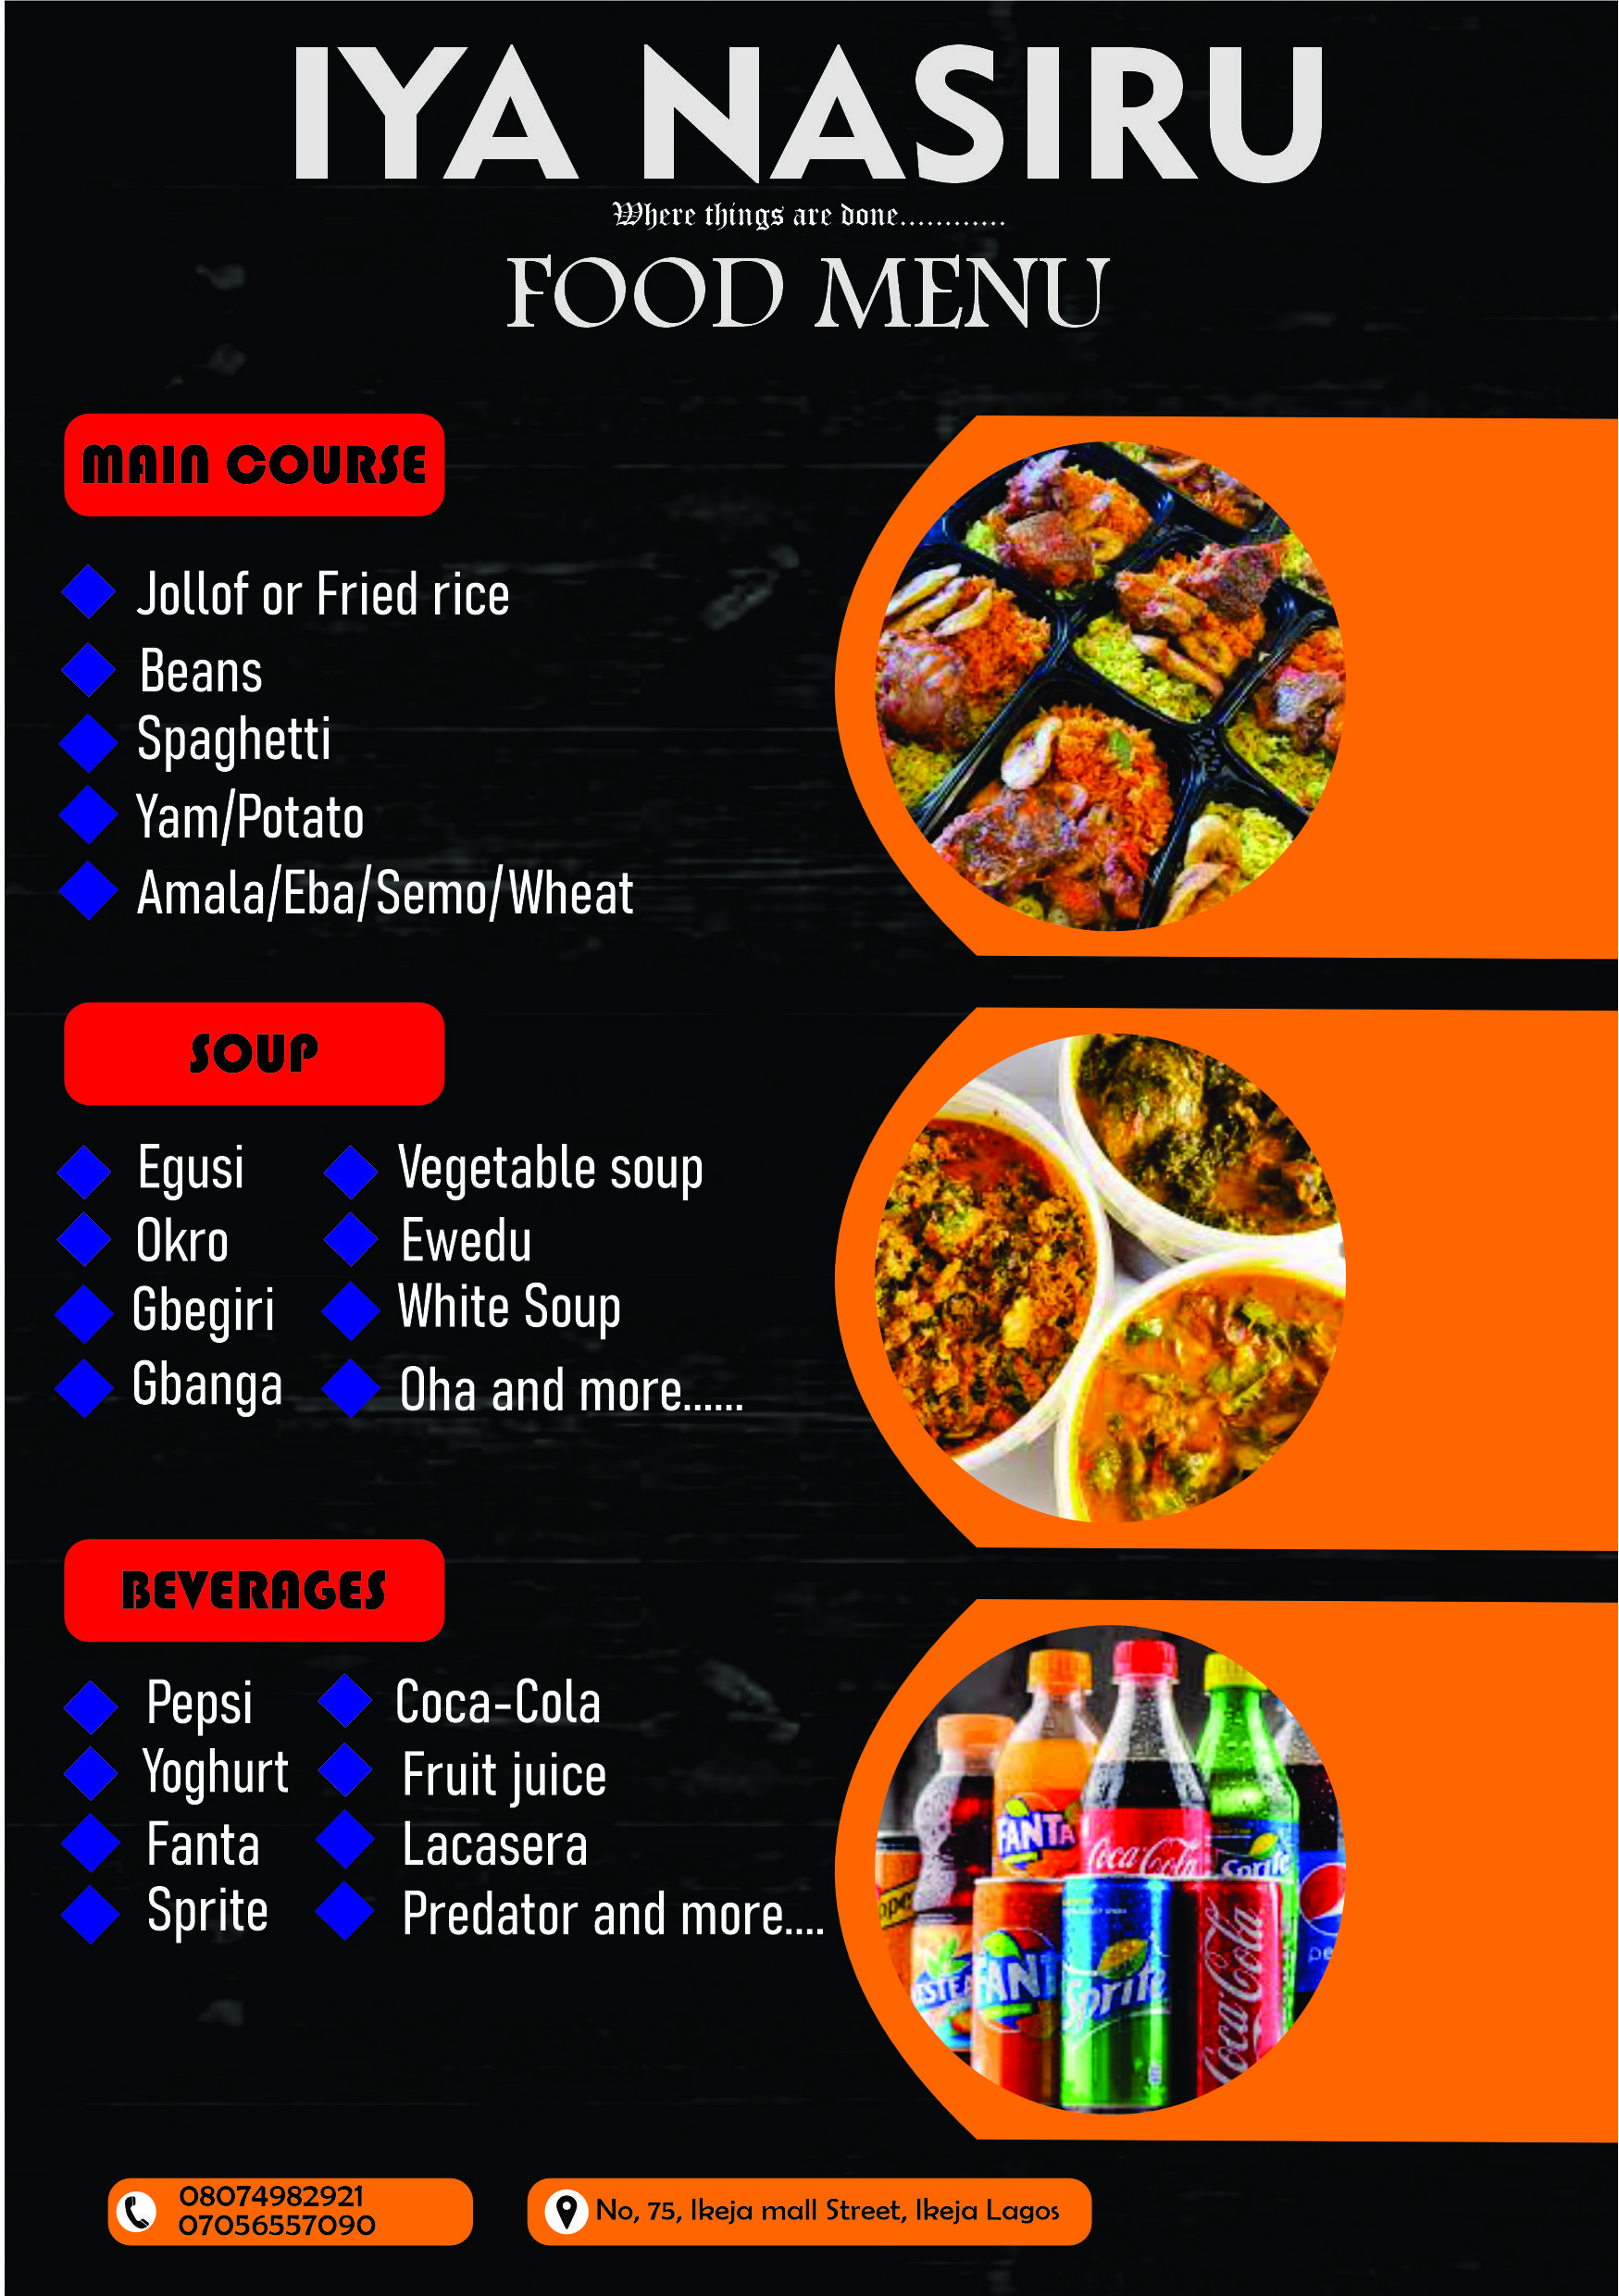 IYA NASIRU
Where things are done............
FOOD MENU
MAIN COURSE
Jollof or Fried rice
Beans
Spaghetti
Yam/Potato
Amala/Eba/Semo/Wheat
SOUP
Egusi
Okro
Gbegiri
Gbanga
Vegetable soup
Ewedu
White Soup
Oha and more......
BEVERAGES
Pepsi
Yoghurt
Fanta
Sprite
Coca-Cola
Fruit juice
Lacasera
Predator and more....
FANTA
Coca-Cola
Sprite
FANT
Sprite
Coca-Cola
08074982921
07056557090
No, 75, Ikeja mall Street, Ikeja Lagos